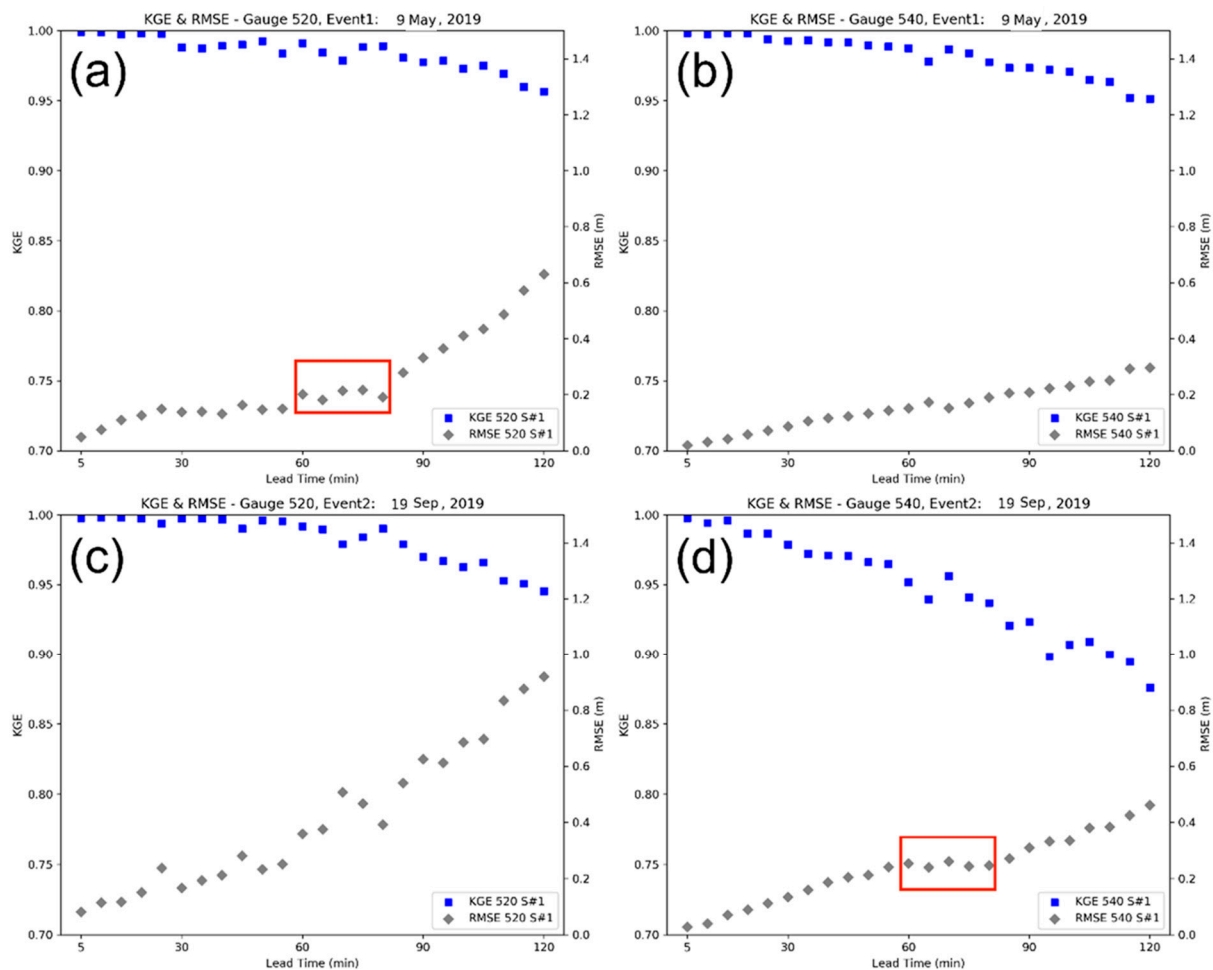 KGE & RMSE - Gauge 520, Event1: 9 May, 2019
(a)
1.00
0.95
0.90
0.85
0.80
0.75
0.70
KGE
1.4
1.2
1.0
0.8
0.6
0.4
0.2
0.0
RMSE (m)
KGE 520 S#1
RMSE 520 S#1
5 30 60 90 120
Lead Time (min)
KGE & RMSE - Gauge 540, Event1: 9 May, 2019
(b)
1.00
0.95
0.90
0.85
0.80
0.75
0.70
KGE
1.4
1.2
1.0
0.8
0.6
0.4
0.2
0.0
RMSE (m)
KGE 540 S#1
RMSE 540 S#1
5 30 60 90 120
Lead Time (min)
KGE & RMSE - Gauge 520, Event2: 19 Sep, 2019
(c)
1.00
0.95
0.90
0.85
0.80
0.75
0.70
KGE
1.4
1.2
1.0
0.8
0.6
0.4
0.2
0.0
RMSE (m)
KGE 520 S#1
RMSE 520 S#1
5 30 60 90 120
Lead Time (min)
KGE & RMSE - Gauge 540, Event2: 19 Sep, 2019
(d)
1.00
0.95
0.90
0.85
0.80
0.75
0.70
KGE
1.4
1.2
1.0
0.8
0.6
0.4
0.2
0.0
RMSE (m)
KGE 540 S#1
RMSE 540 S#1
5 30 60 90 120
Lead Time (min)